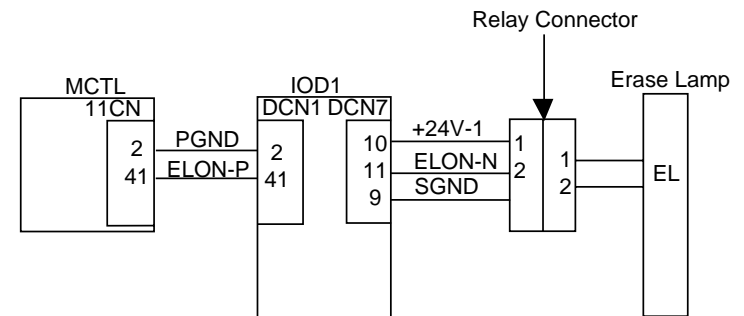 Relay Connector
MCTL
IOD1
Erase Lamp
11CN
DCN1 DCN7
2
PGND
2
10
+24V-1
1
1
41
ELON-P
41
11
ELON-N
2
2
EL
9
SGND